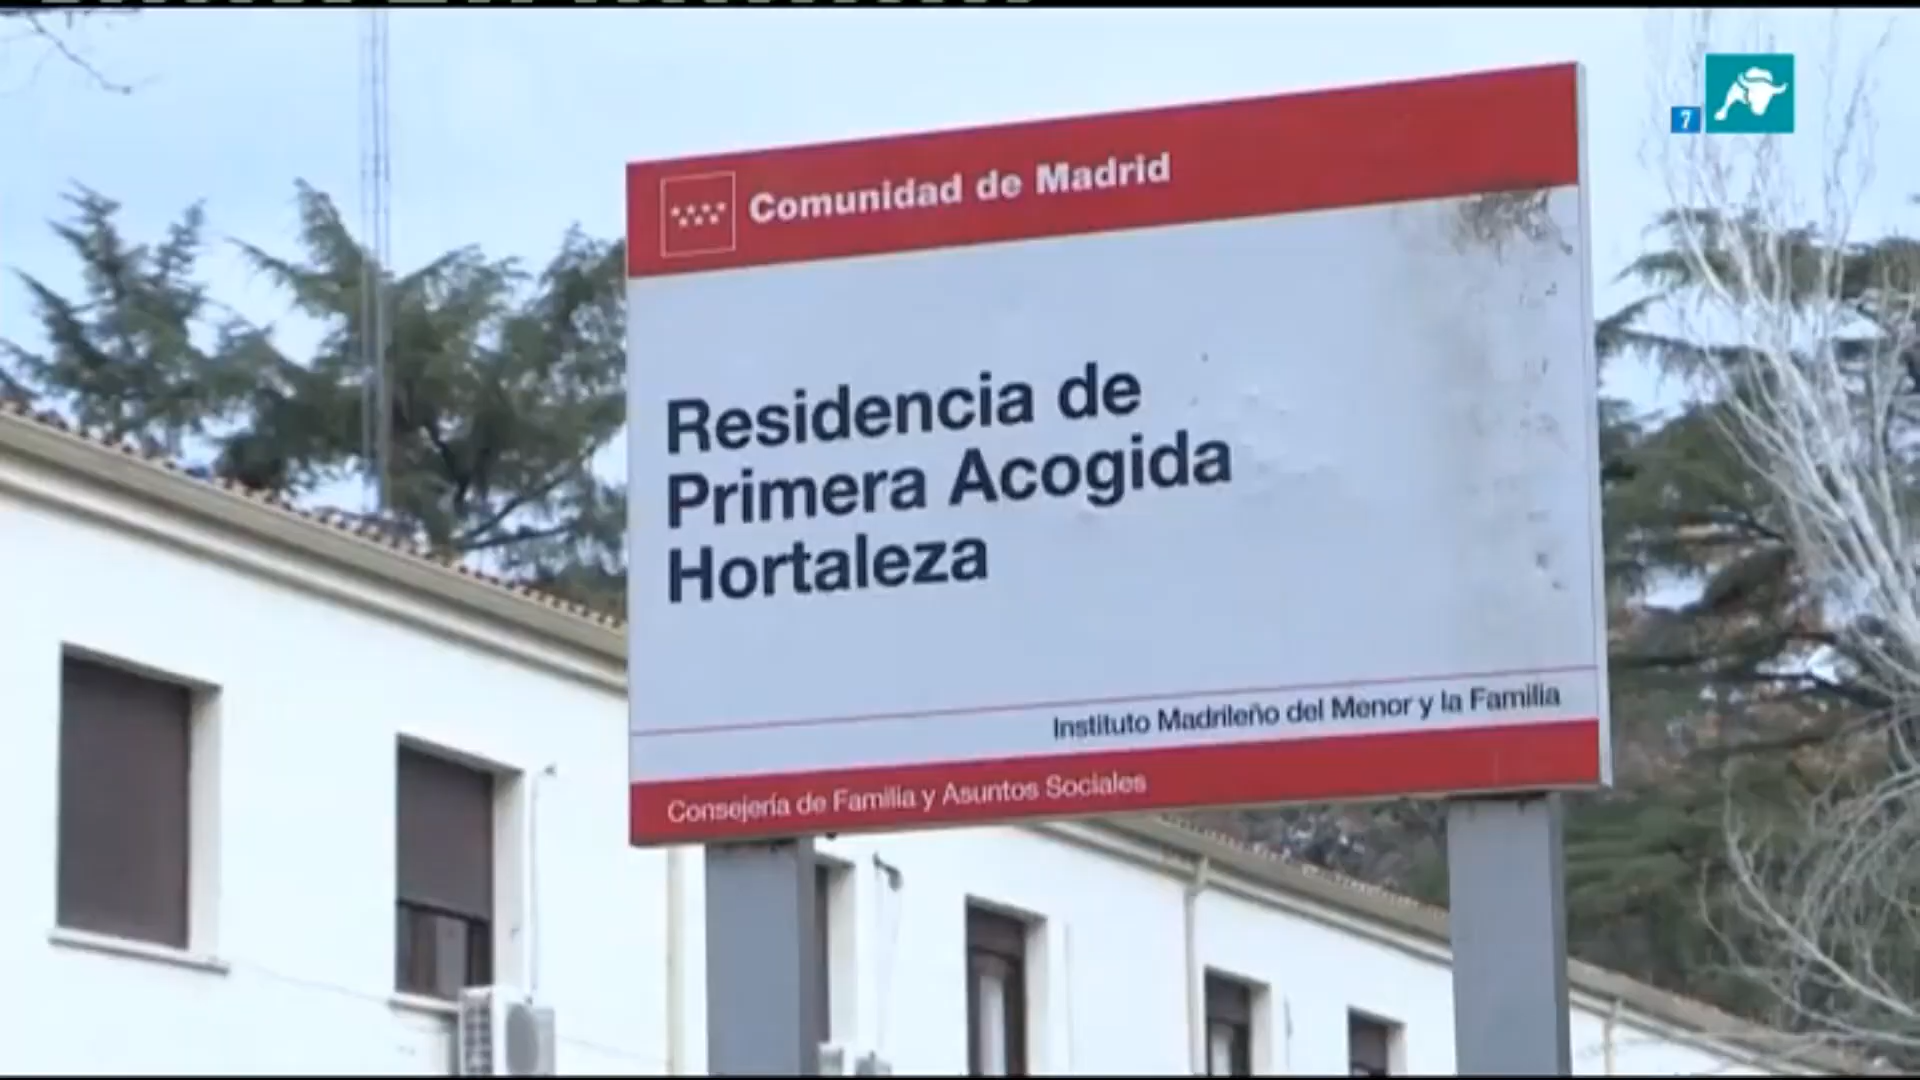 7
Comunidad de Madrid
Residencia de
Primera Acogida
Hortaleza
Instituto Madrileño del Menor y la Familia
Consejería de Familia y Asuntos Sociales